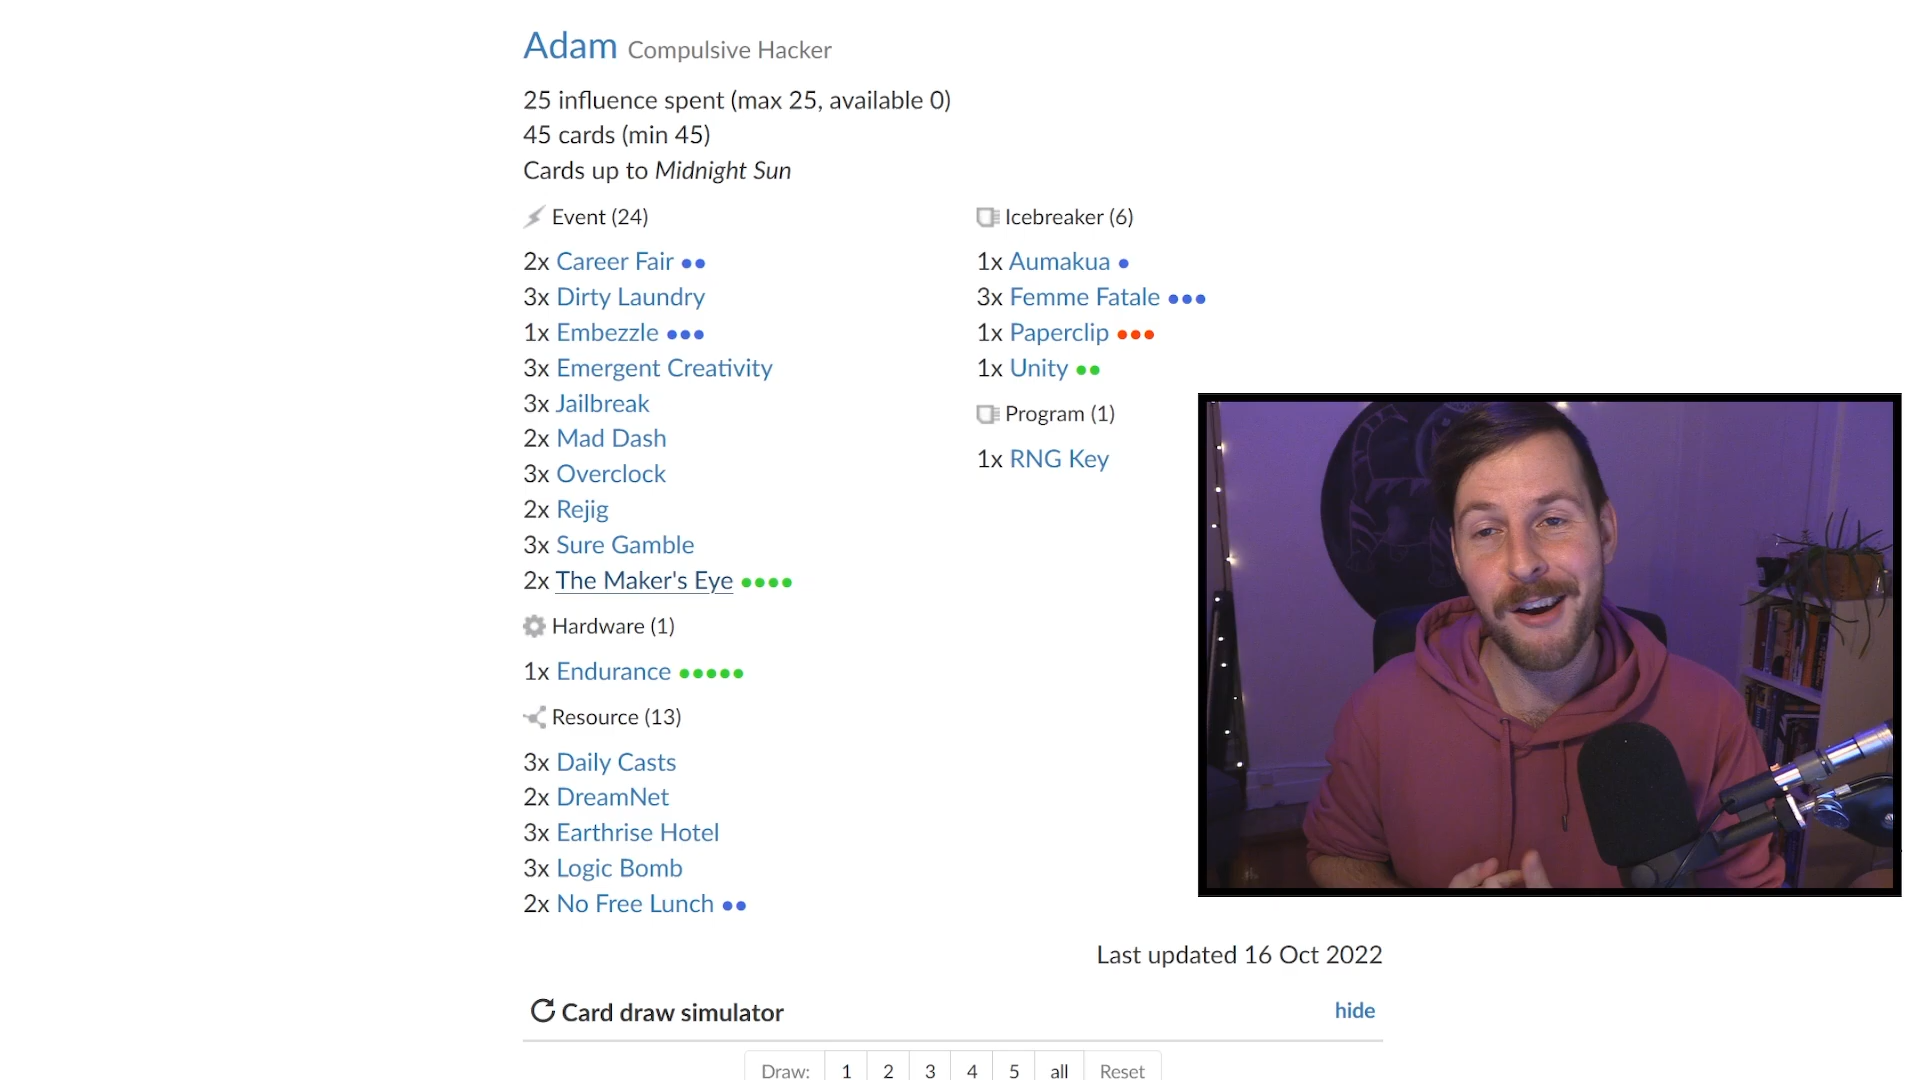 Adam Compulsive Hacker
25 influence spent (max 25, available 0)
45 cards (min 45)
Cards up to Midnight Sun
Event (24)
2x Career Fair ●●
3x Dirty Laundry
1x Embezzle ●●●
3x Emergent Creativity
3x Jailbreak
2x Mad Dash
3x Overclock
2x Rejig
3x Sure Gamble
2x The Maker's Eye ●●●●
Hardware (1)
1x Endurance ●●●●●
Resource (13)
3x Daily Casts
2x DreamNet
3x Earthrise Hotel
3x Logic Bomb
2x No Free Lunch ●●
Icebreaker (6)
1x Aumakua ●
3x Femme Fatale ●●●
1x Paperclip ●●●
1x Unity ●●
Program (1)
1x RNG Key
Last updated 16 Oct 2022
Card draw simulator hide
Draw: 1 2 3 4 5 all Reset